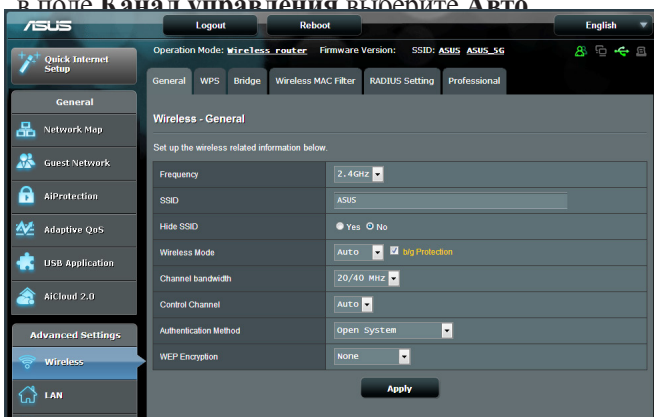 в поле Канал управления выберите Авто
ASUS Logout Reboot English
Quick Internet Setup
Operation Mode: Wireless router Firmware Version: SSID: ASUS ASUS_5G
General WPS Bridge Wireless MAC Filter RADIUS Setting Professional
General
Network Map
Guest Network
AiProtection
Adaptive QoS
USB Application
AiCloud 2.0
Advanced Settings
Wireless
LAN
Wireless - General
Set up the wireless related information below.
Frequency 2.4GHz
SSID ASUS
Hide SSID Yes No
Wireless Mode Auto b/g Protection
Channel bandwidth 20/40 MHz
Control Channel Auto
Authentication Method Open System
WEP Encryption None
Apply